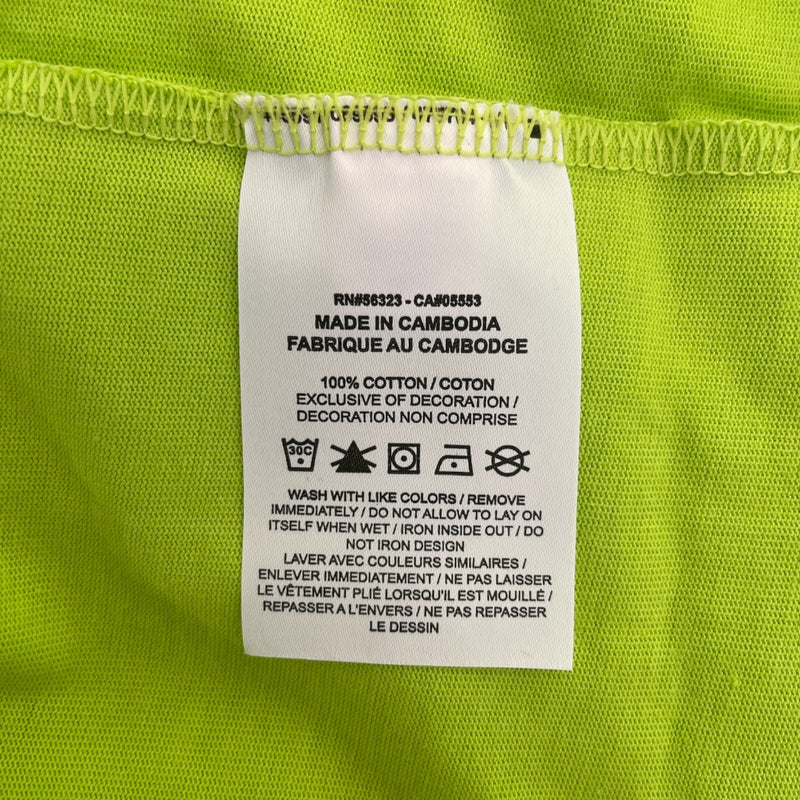 RN#56323 - CA#05553
MADE IN CAMBODIA
FABRIQUE AU CAMBODGE
100% COTTON / COTON
EXCLUSIVE OF DECORATION /
DECORATION NON COMPRISE
30C
WASH WITH LIKE COLORS / REMOVE
IMMEDIATELY / DO NOT ALLOW TO LAY ON
ITSELF WHEN WET / IRON INSIDE OUT / DO
NOT IRON DESIGN
LAVER AVEC COULEURS SIMILAIRES /
ENLEVER IMMEDIATEMENT / NE PAS LAISSER
LE VÊTEMENT PLIÉ LORSQU'IL EST MOUILLÉ /
REPASSER A L'ENVERS / NE PAS REPASSER
LE DESSIN